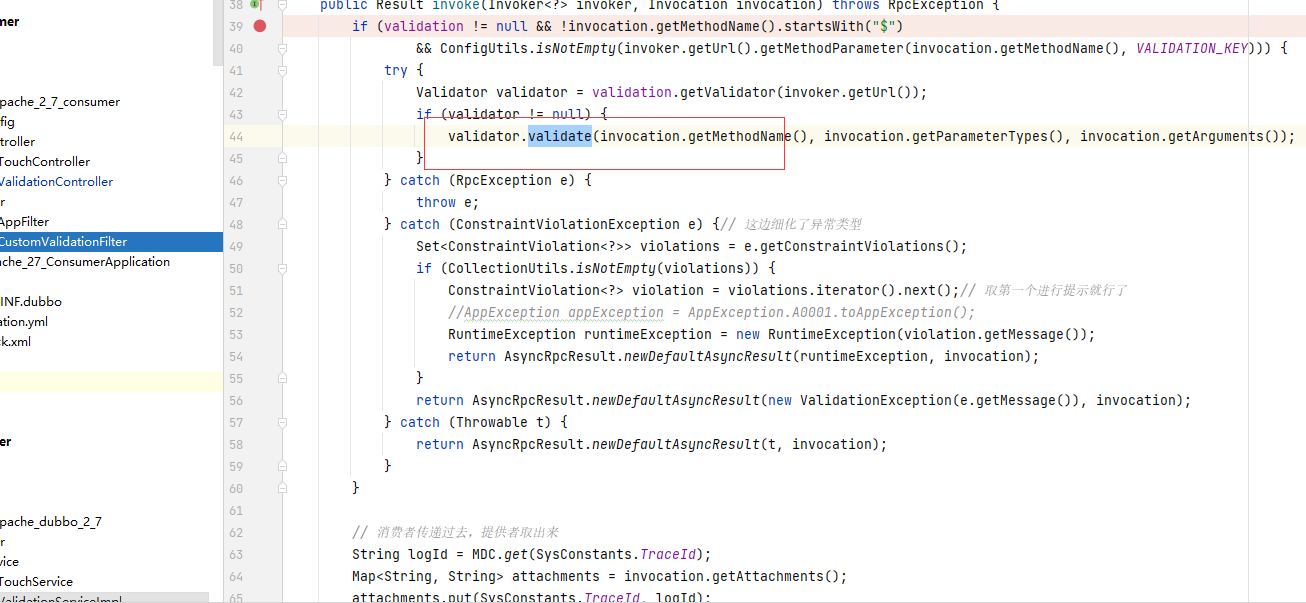 mer
pache_2_7_consumer
fig
troller
TouchController
ValidationController
r
AppFilter
CustomValidationFilter
che_27_ConsumerApplication
INF.dubbo
ation.yml
k.xml
er
pache_dubbo_2_7
r
vice
TouchService
ValidationServiceImpl
38 public Result invoke(Invoker<?> invoker, Invocation invocation) throws RpcException {
39 if (validation != null && !invocation.getMethodName().startsWith("$")
40 && ConfigUtils.isNotEmpty(invoker.getUrl().getMethodParameter(invocation.getMethodName(), VALIDATION_KEY))) {
41 try {
42 Validator validator = validation.getValidator(invoker.getUrl());
43 if (validator != null) {
44 validator.validate(invocation.getMethodName(), invocation.getParameterTypes(), invocation.getArguments());
45 }
46 } catch (RpcException e) {
47 throw e;
48 } catch (ConstraintViolationException e) {// 这边细化了异常类型
49 Set<ConstraintViolation<?>> violations = e.getConstraintViolations();
50 if (CollectionUtils.isNotEmpty(violations)) {
51 ConstraintViolation<?> violation = violations.iterator().next();// 取第一个进行提示就行了
52 //AppException appException = AppException.A0001.toAppException();
53 RuntimeException runtimeException = new RuntimeException(violation.getMessage());
54 return AsyncRpcResult.newDefaultAsyncResult(runtimeException, invocation);
55 }
56 return AsyncRpcResult.newDefaultAsyncResult(new ValidationException(e.getMessage()), invocation);
57 } catch (Throwable t) {
58 return AsyncRpcResult.newDefaultAsyncResult(t, invocation);
59 }
60 }
61
62 // 消费者传递过去，提供者取出来
63 String logId = MDC.get(SysConstants.TraceId);
64 Map<String, String> attachments = invocation.getAttachments();
65 attachments.put(SysConstants.TraceId, logId);